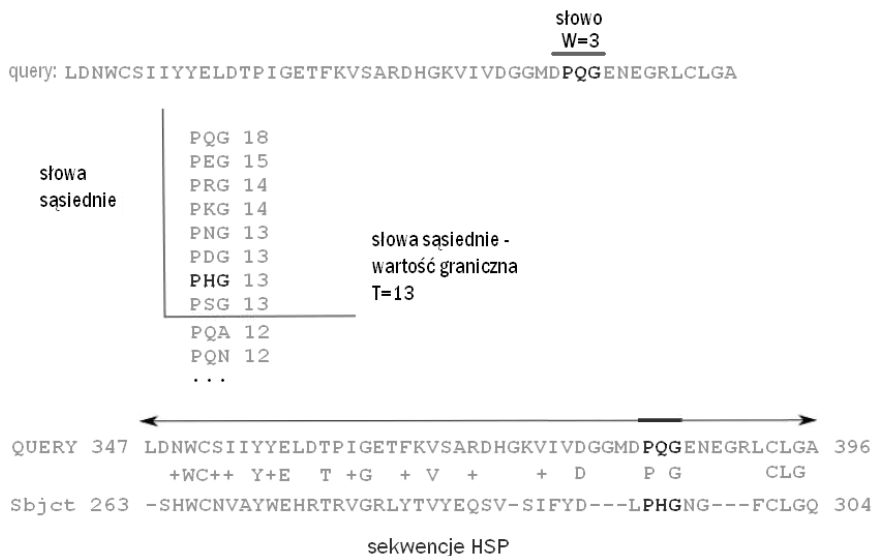 słowo
W=3
query: LDNWCSIIYYELDTPIGETFKVSARDHGKVIVDGGMDPQGENEGRLCLGA
słowa
sąsiednie
PQG 18
PEG 15
PRG 14
PKG 14
PNG 13
PDG 13
PHG 13
PSG 13
PQA 12
PQN 12
...
słowa sąsiednie -
wartość graniczna
T=13
QUERY 347 LDNWCSIIYYELDTPIGETFKVSARDHGKVIVDGGMDPQGENEGRLCLGA 396
+WC++ Y+E T +G + V + + D P G CLG
Sbjct 263 -SHWCNVAYWEHRTRVGRLYTVYEQSV-SIFYD---LPHGNG---FCLGQ 304
sekwencje HSP